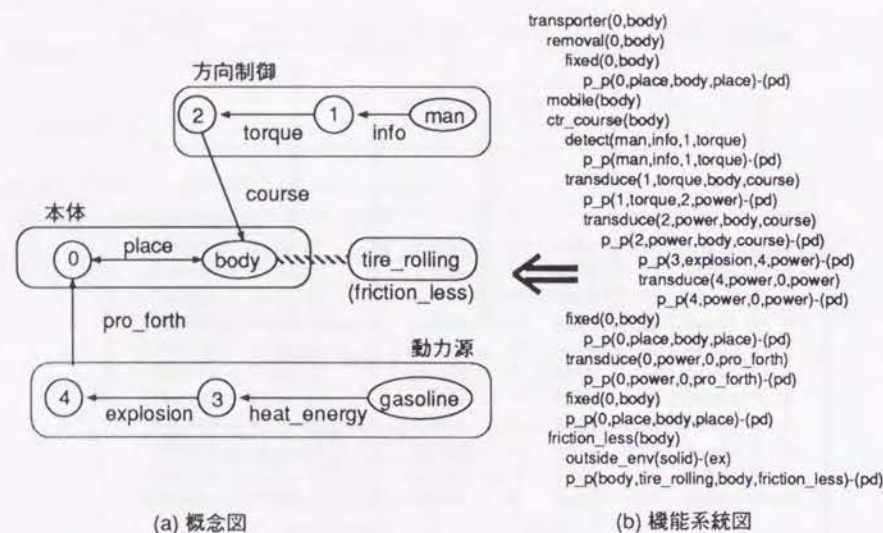 方向制御
2
1
man
torque
info
course
本体
0
place
body
tire_rolling
(friction_less)
pro_forth
動力源
4
explosion
3
heat_energy
gasoline
(a) 概念図
transporter(0,body)
removal(0,body)
fixed(0,body)
p_p(0,place,body,place)-(pd)
mobile(body)
ctr_course(body)
detect(man,info,1,torque)
p_p(man,info,1,torque)-(pd)
transduce(1,torque,body,course)
p_p(1,torque,2,power)-(pd)
transduce(2,power,body,course)
p_p(2,power,body,course)-(pd)
p_p(3,explosion,4,power)-(pd)
transduce(4,power,0,power)
p_p(4,power,0,power)-(pd)
fixed(0,body)
p_p(0,place,body,place)-(pd)
transduce(0,power,0,pro_forth)
p_p(0,power,0,pro_forth)-(pd)
fixed(0,body)
p_p(0,place,body,place)-(pd)
friction_less(body)
outside_env(solid)-(ex)
p_p(body,tire_rolling,body,friction_less)-(pd)
(b) 機能系統図